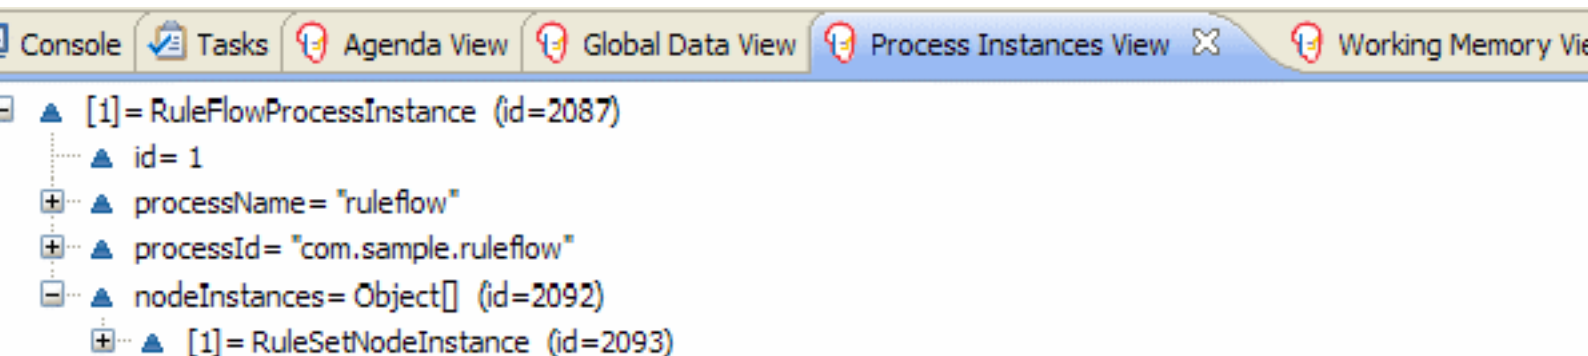 Console Tasks Agenda View Global Data View Process Instances View Working Memory
[1]= RuleFlowProcessInstance (id=2087)
id= 1
processName= "ruleflow"
processId= "com.sample.ruleflow"
nodeInstances= Object[] (id=2092)
[1]= RuleSetNodeInstance (id=2093)